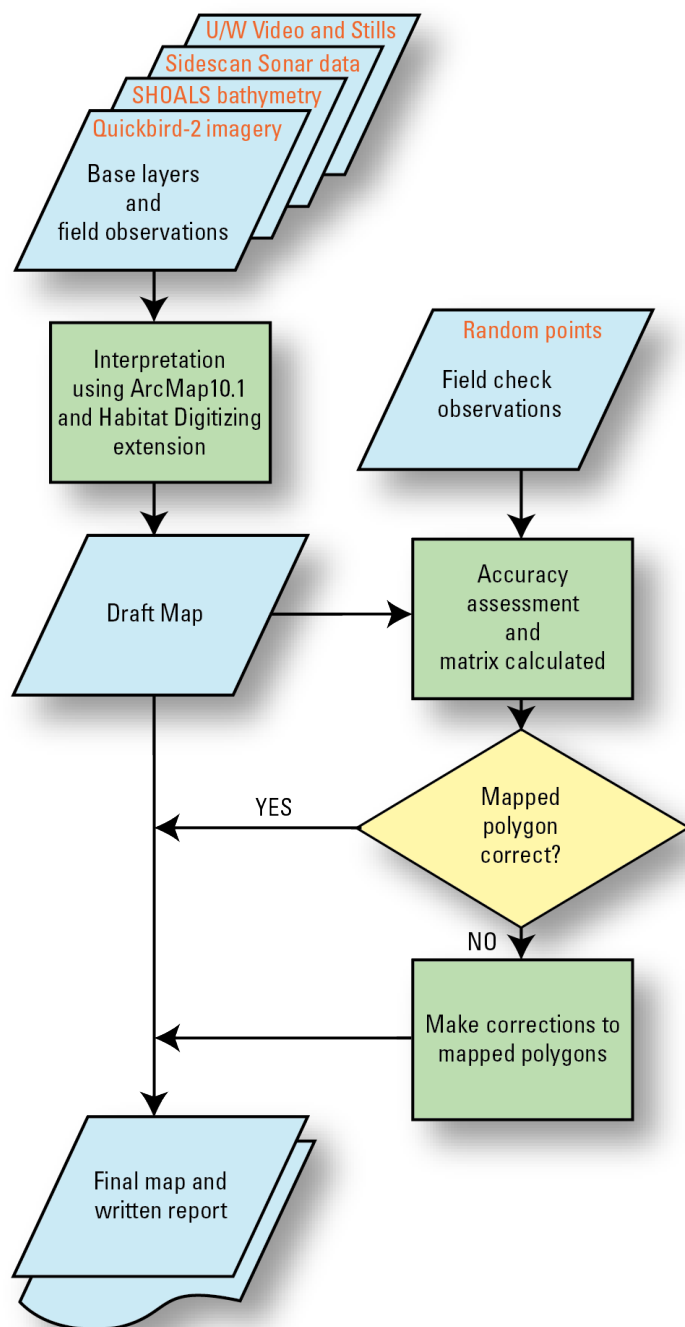 U/W Video and Stills
Sidescan Sonar data
SHOALS bathymetry
Quickbird-2 imagery
Base layers
and
field observations
Interpretation
using ArcMap10.1
and Habitat Digitizing
extension
Random points
Field check
observations
Draft Map
Accuracy
assessment
and
matrix calculated
YES
Mapped
polygon
correct?
NO
Make corrections to
mapped polygons
Final map and
written report